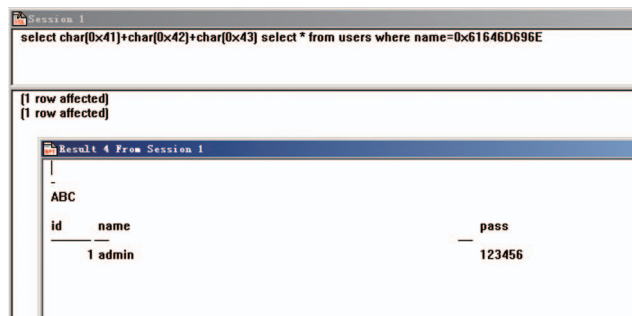 Session 1
select char(0x41)+char(0x42)+char(0x43) select * from users where name=0x61646D696E
(1 row affected)
(1 row affected)
Result 4 From Session 1
-
ABC
id name pass
1 admin 123456